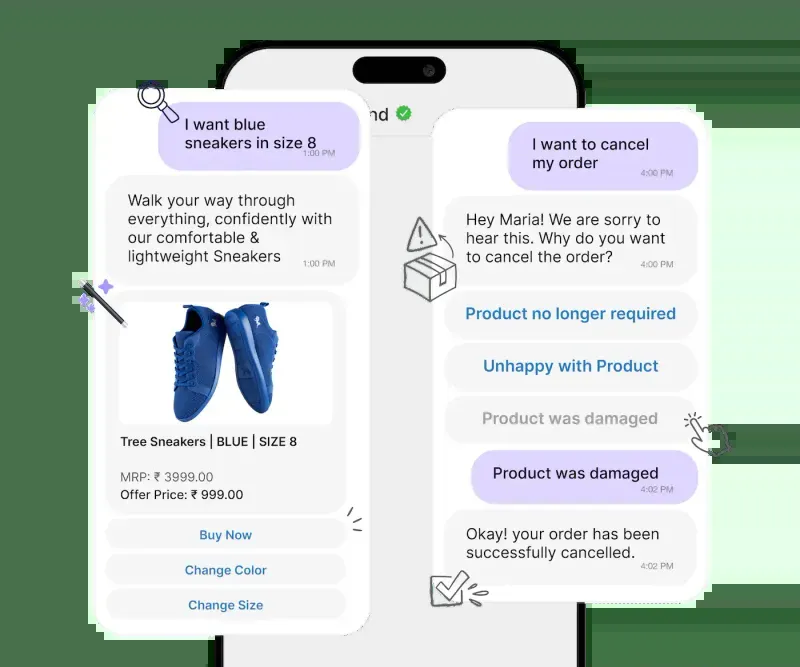 nd
I want blue
sneakers in size 8
1:00 PM
Walk your way through
everything, confidently with
our comfortable &
lightweight Sneakers
1:00 PM
Tree Sneakers | BLUE | SIZE 8
MRP: ₹ 3999.00
Offer Price: ₹ 999.00
Buy Now
Change Color
Change Size
I want to cancel
my order
4:00 PM
Hey Maria! We are sorry to
hear this. Why do you want
to cancel the order?
4:00 PM
Product no longer required
Unhappy with Product
Product was damaged
Product was damaged
4:02 PM
Okay! your order has been
successfully cancelled.
4:02 PM